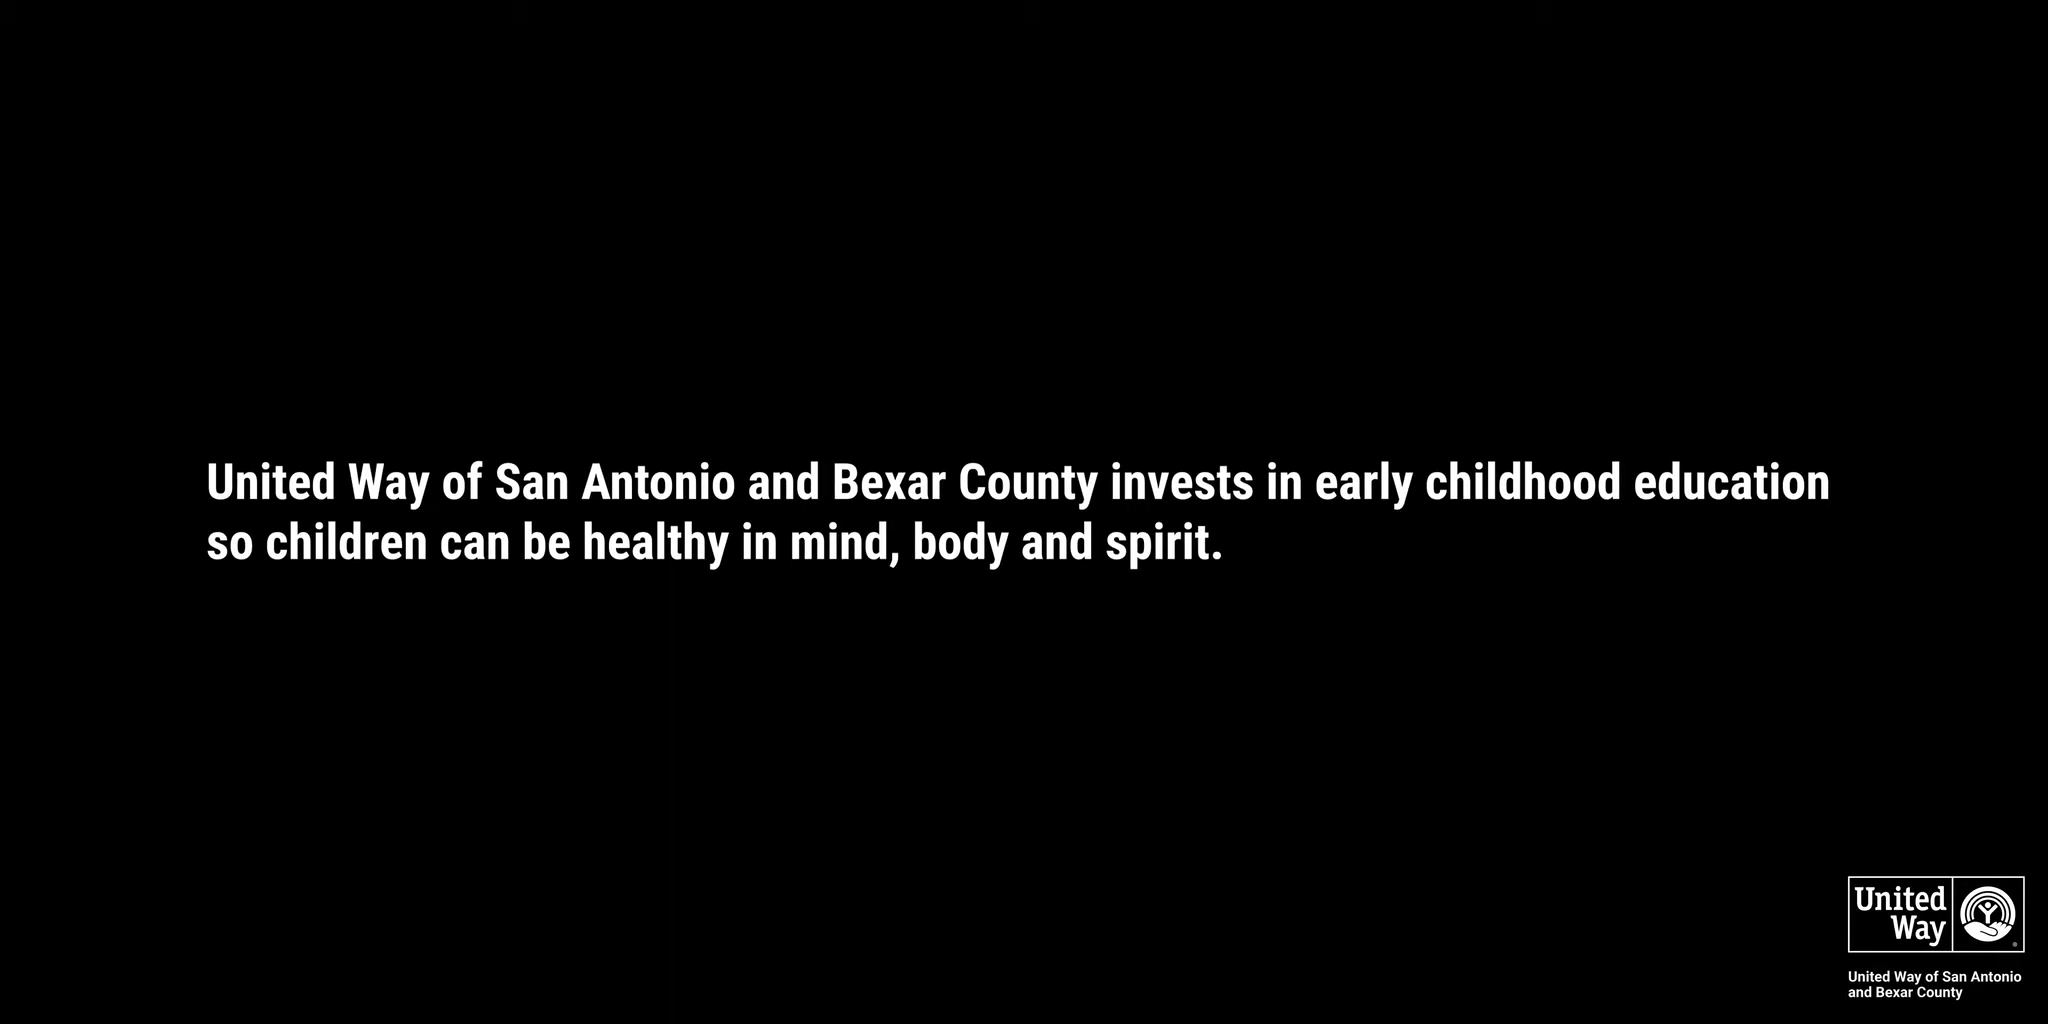 United Way of San Antonio and Bexar County invests in early childhood education
so children can be healthy in mind, body and spirit.
United
Way
®
United Way of San Antonio
and Bexar County